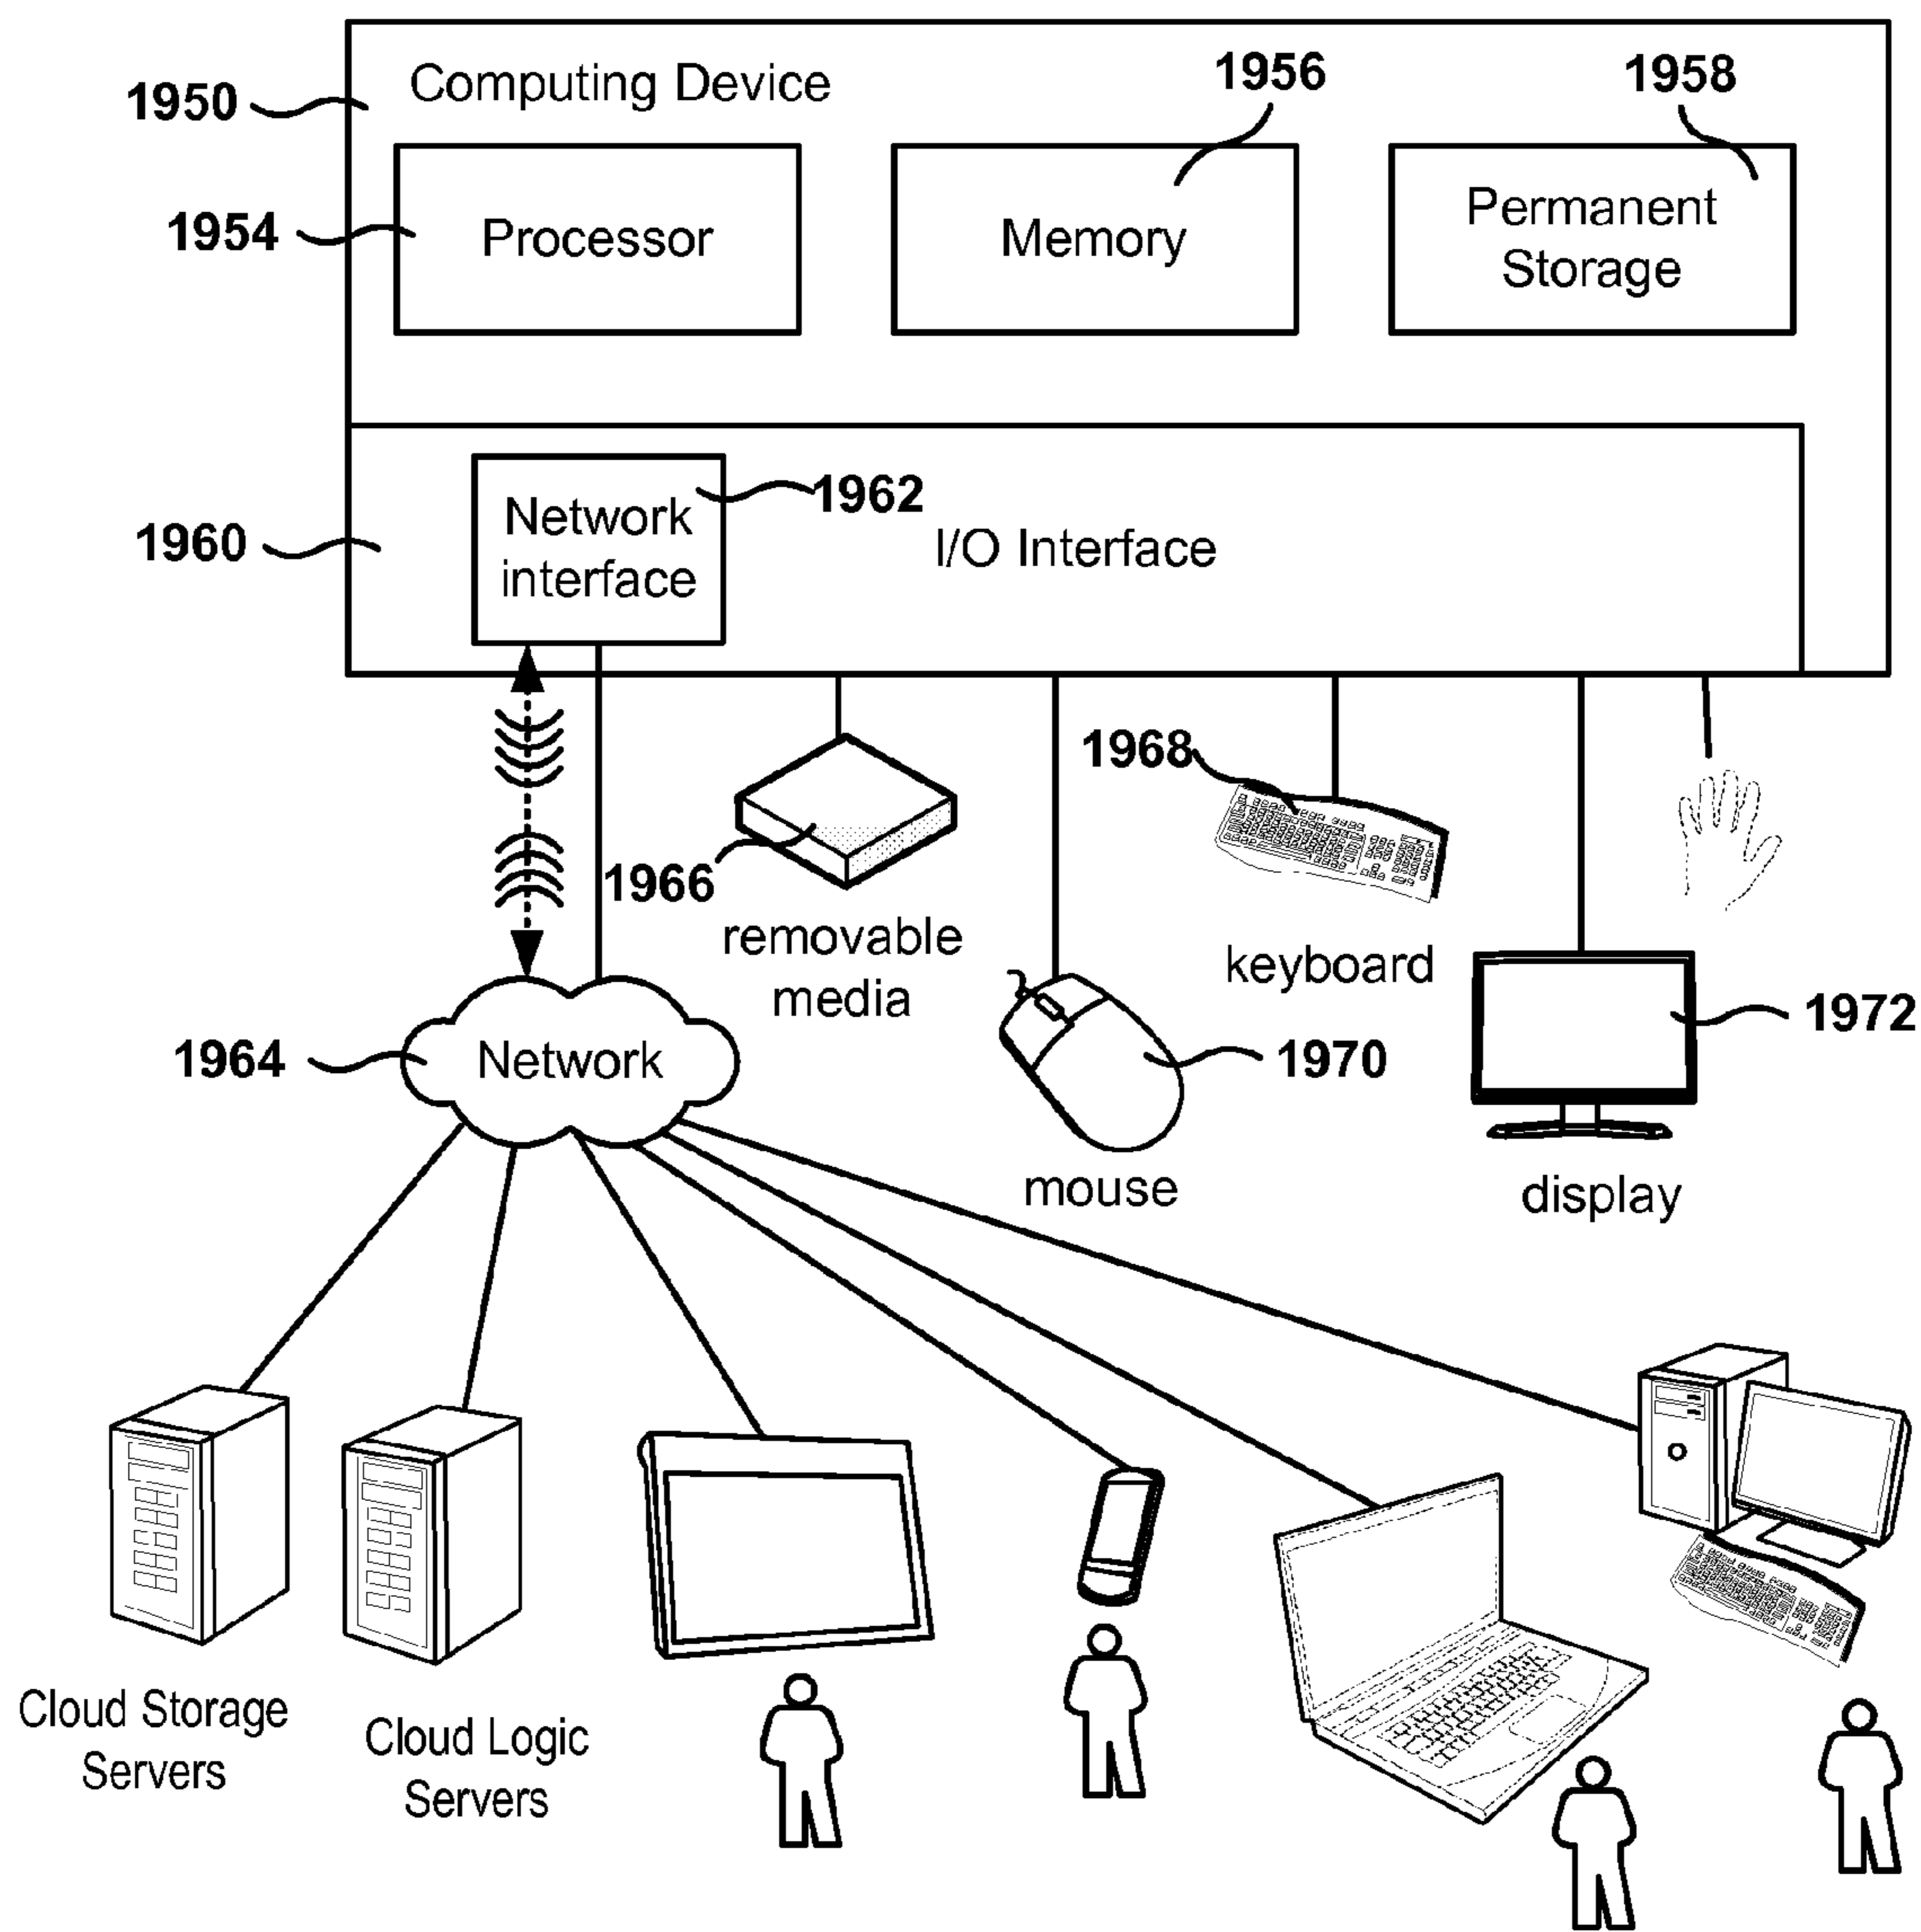 1950
Computing Device
1956
1958
1954
Processor
Memory
Permanent
Storage
1960
Network
interface
1962
I/O Interface
1968
1966
removable
media
keyboard
1964
Network
1970
1972
mouse
display
Cloud Storage
Servers
Cloud Logic
Servers